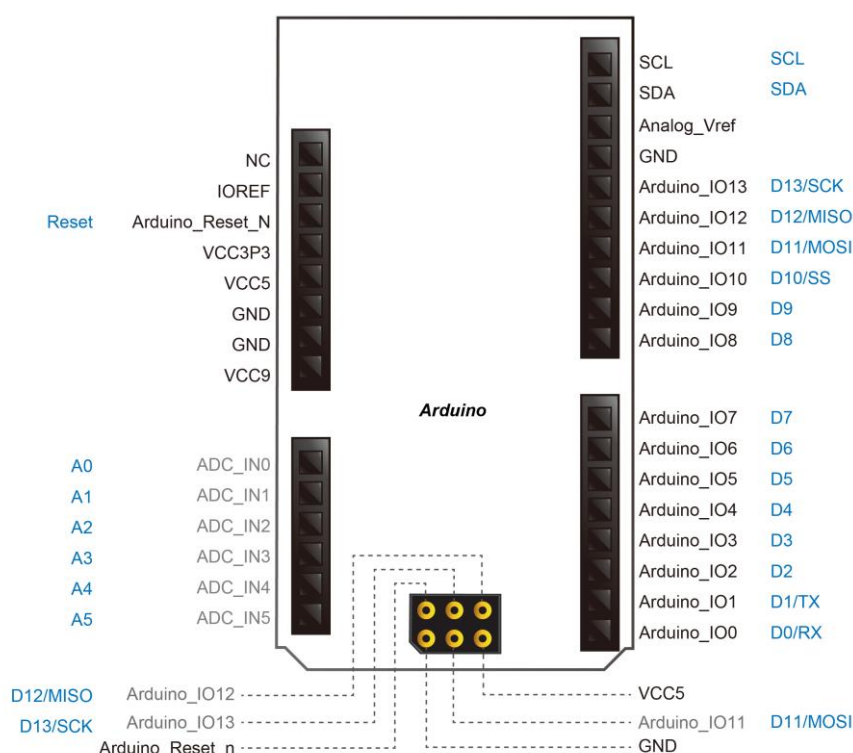 SCL SCL
SDA SDA
Analog_Vref
GND
Arduino_IO13 D13/SCK
Arduino_IO12 D12/MISO
Arduino_IO11 D11/MOSI
Arduino_IO10 D10/SS
Arduino_IO9 D9
Arduino_IO8 D8
NC
IOREF
Reset Arduino_Reset_N
VCC3P3
VCC5
GND
GND
VCC9
Arduino
Arduino_IO7 D7
Arduino_IO6 D6
Arduino_IO5 D5
Arduino_IO4 D4
Arduino_IO3 D3
Arduino_IO2 D2
Arduino_IO1 D1/TX
Arduino_IO0 D0/RX
A0 ADC_IN0
A1 ADC_IN1
A2 ADC_IN2
A3 ADC_IN3
A4 ADC_IN4
A5 ADC_IN5
D12/MISO Arduino_IO12
D13/SCK Arduino_IO13
Arduino_Reset_n
VCC5
Arduino_IO11 D11/MOSI
GND